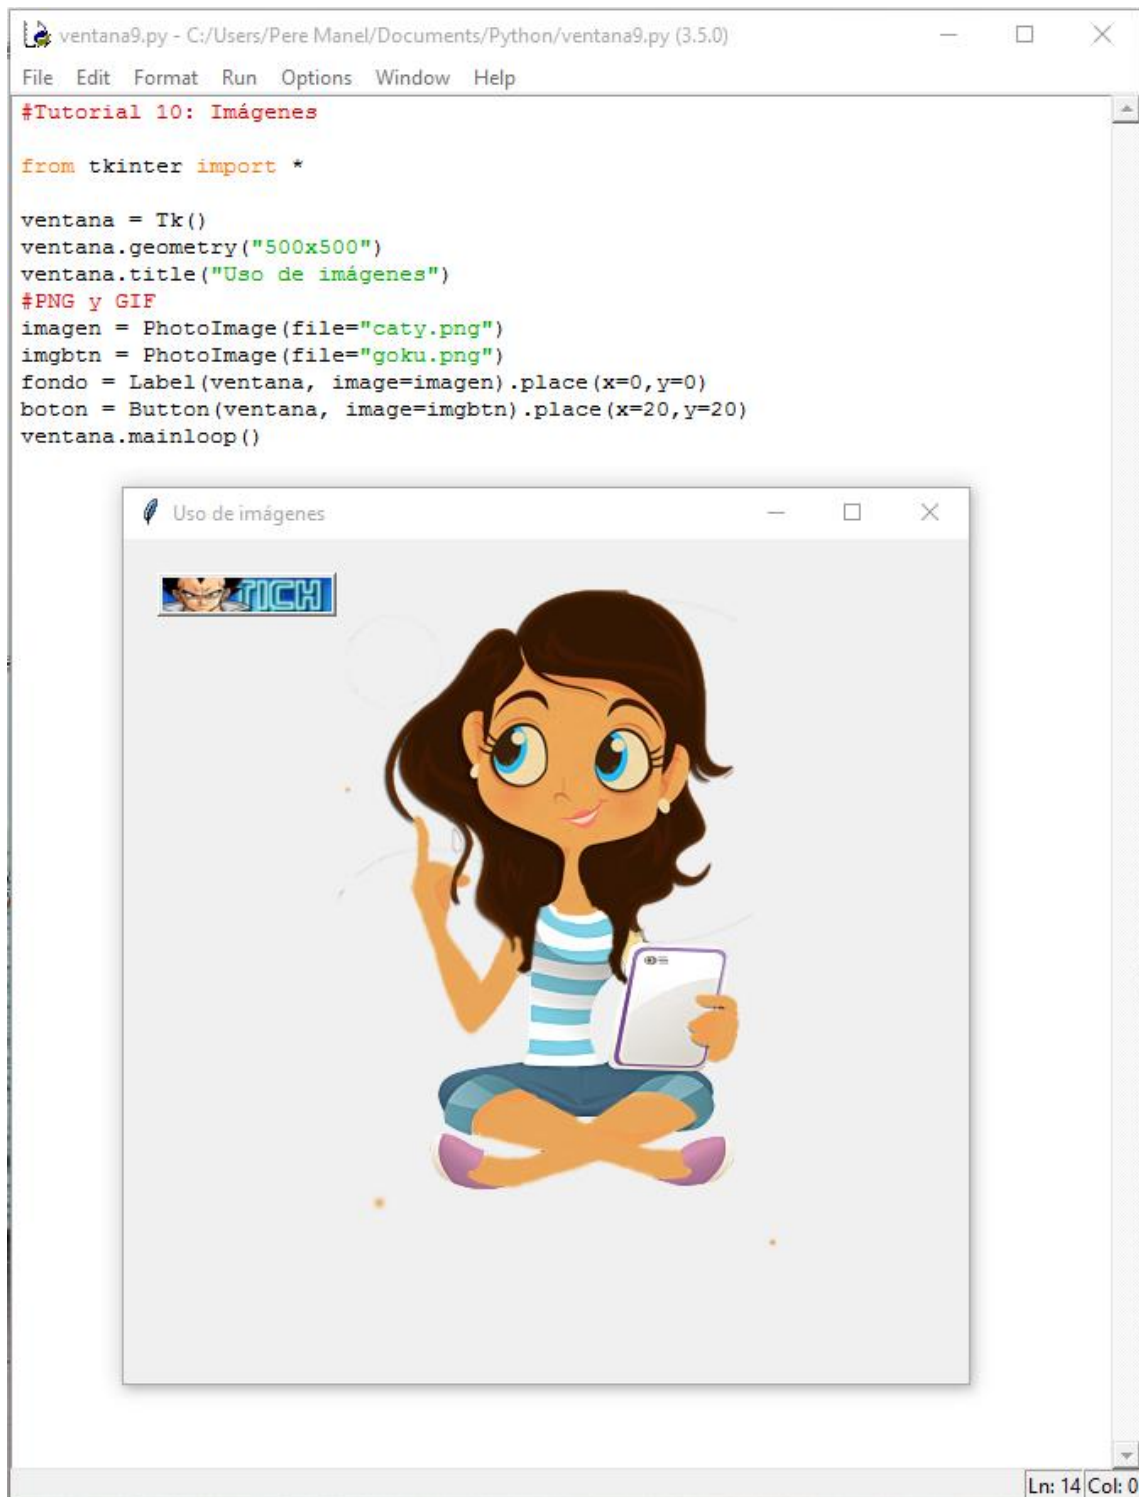 ventana9.py - C:/Users/Pere Manel/Documents/Python/ventana9.py (3.5.0)
File Edit Format Run Options Window Help
#Tutorial 10: Imágenes
from tkinter import *
ventana = Tk()
ventana.geometry("500x500")
ventana.title("Uso de imágenes")
#PNG y GIF
imagen = PhotoImage(file="caty.png")
imgbtn = PhotoImage(file="goku.png")
fondo = Label(ventana, image=imagen).place(x=0,y=0)
boton = Button(ventana, image=imgbtn).place(x=20,y=20)
ventana.mainloop()
Uso de imágenes
TICH
Ln: 14 Col: 0